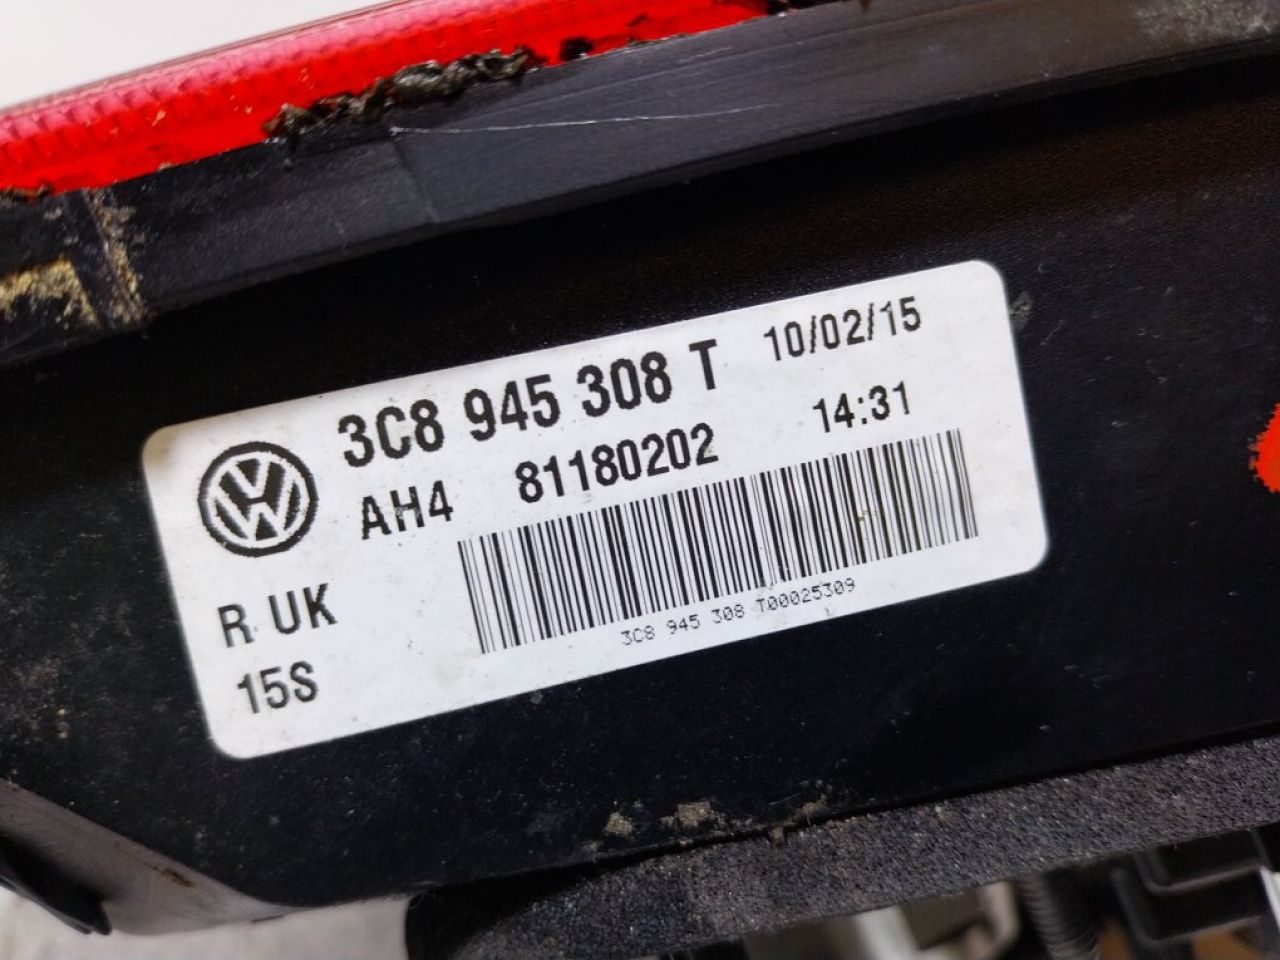 3C8 945 308 T 10/02/15
AH4 81180202 14:31
R UK
15S
3C8 945 308 T00025309